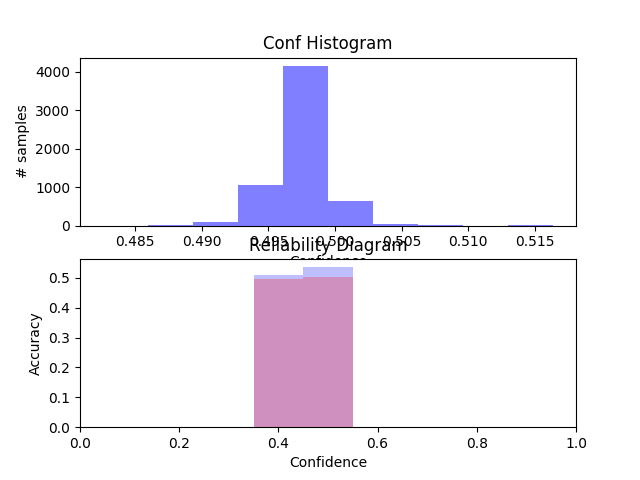 Conf Histogram
# samples
4000
3000
2000
1000
0
0.485 0.490 0.495 0.500 0.505 0.510 0.515
Confidence
Reliability Diagram
Accuracy
0.5
0.4
0.3
0.2
0.1
0.0
0.0 0.2 0.4 0.6 0.8 1.0
Confidence